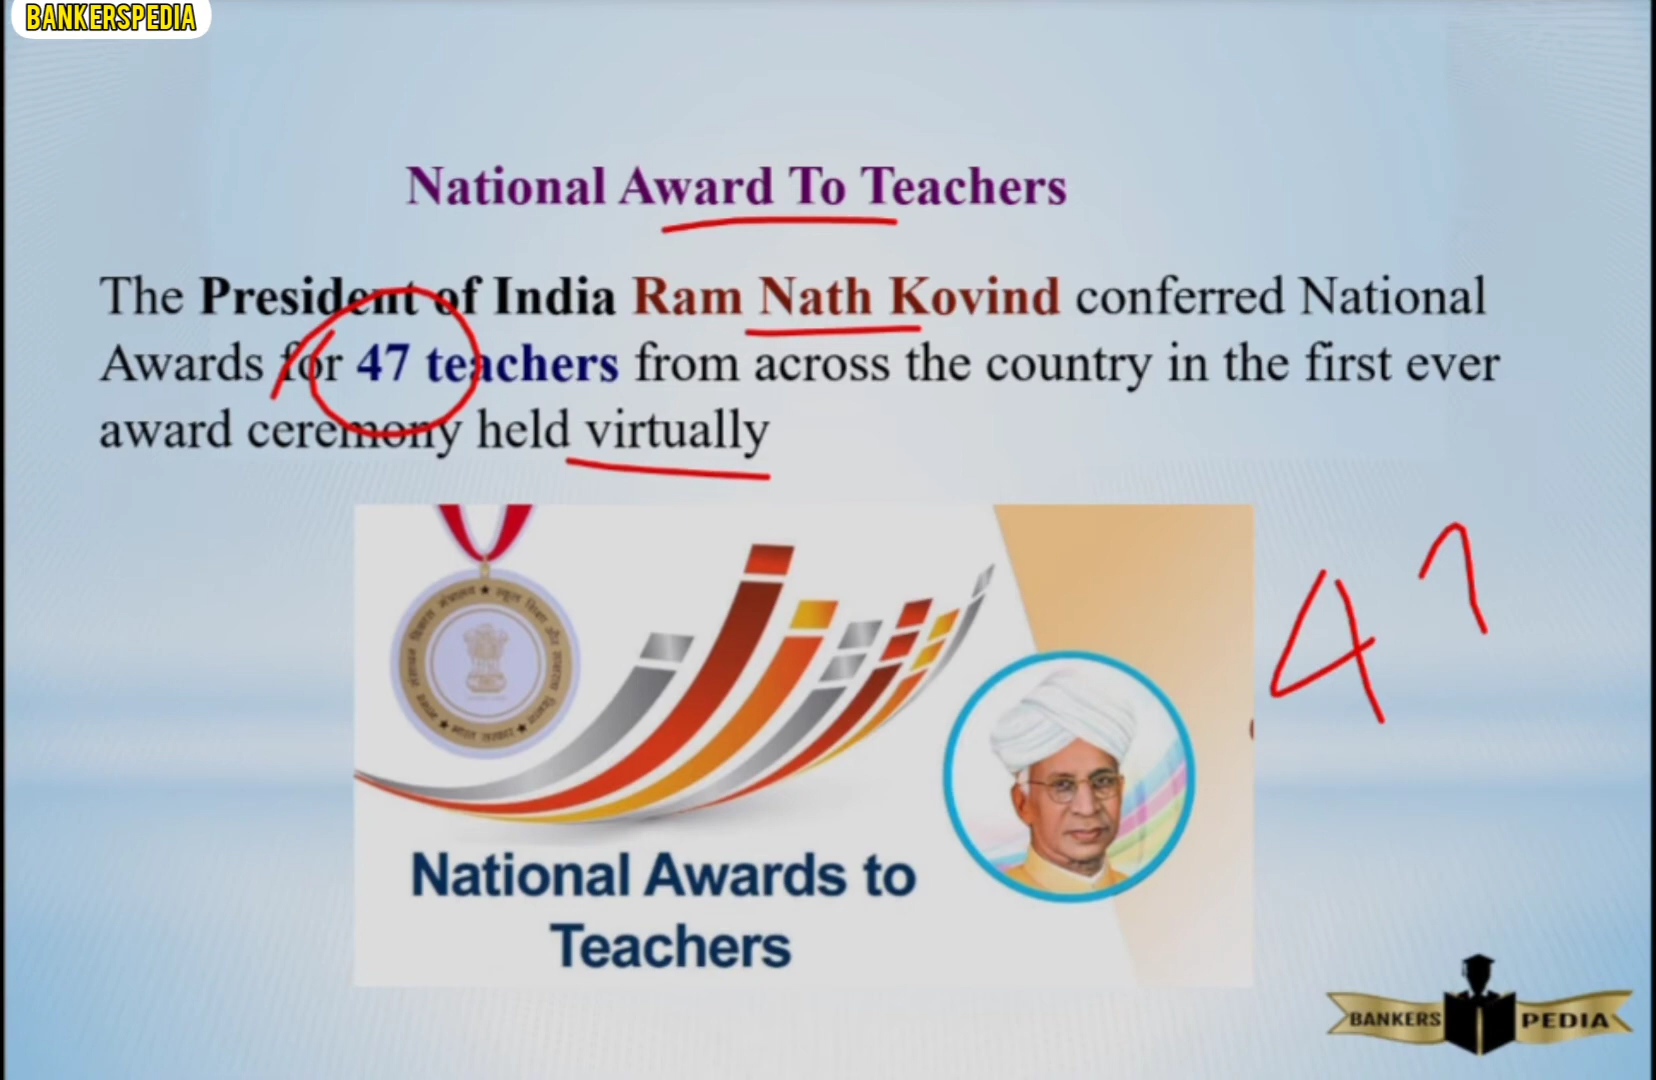 BANKERSPEDIA
National Award To Teachers
The President of India Ram Nath Kovind conferred National
Awards for 47 teachers from across the country in the first ever
award ceremony held virtually
National Awards to
Teachers
47
BANKERS PEDIA